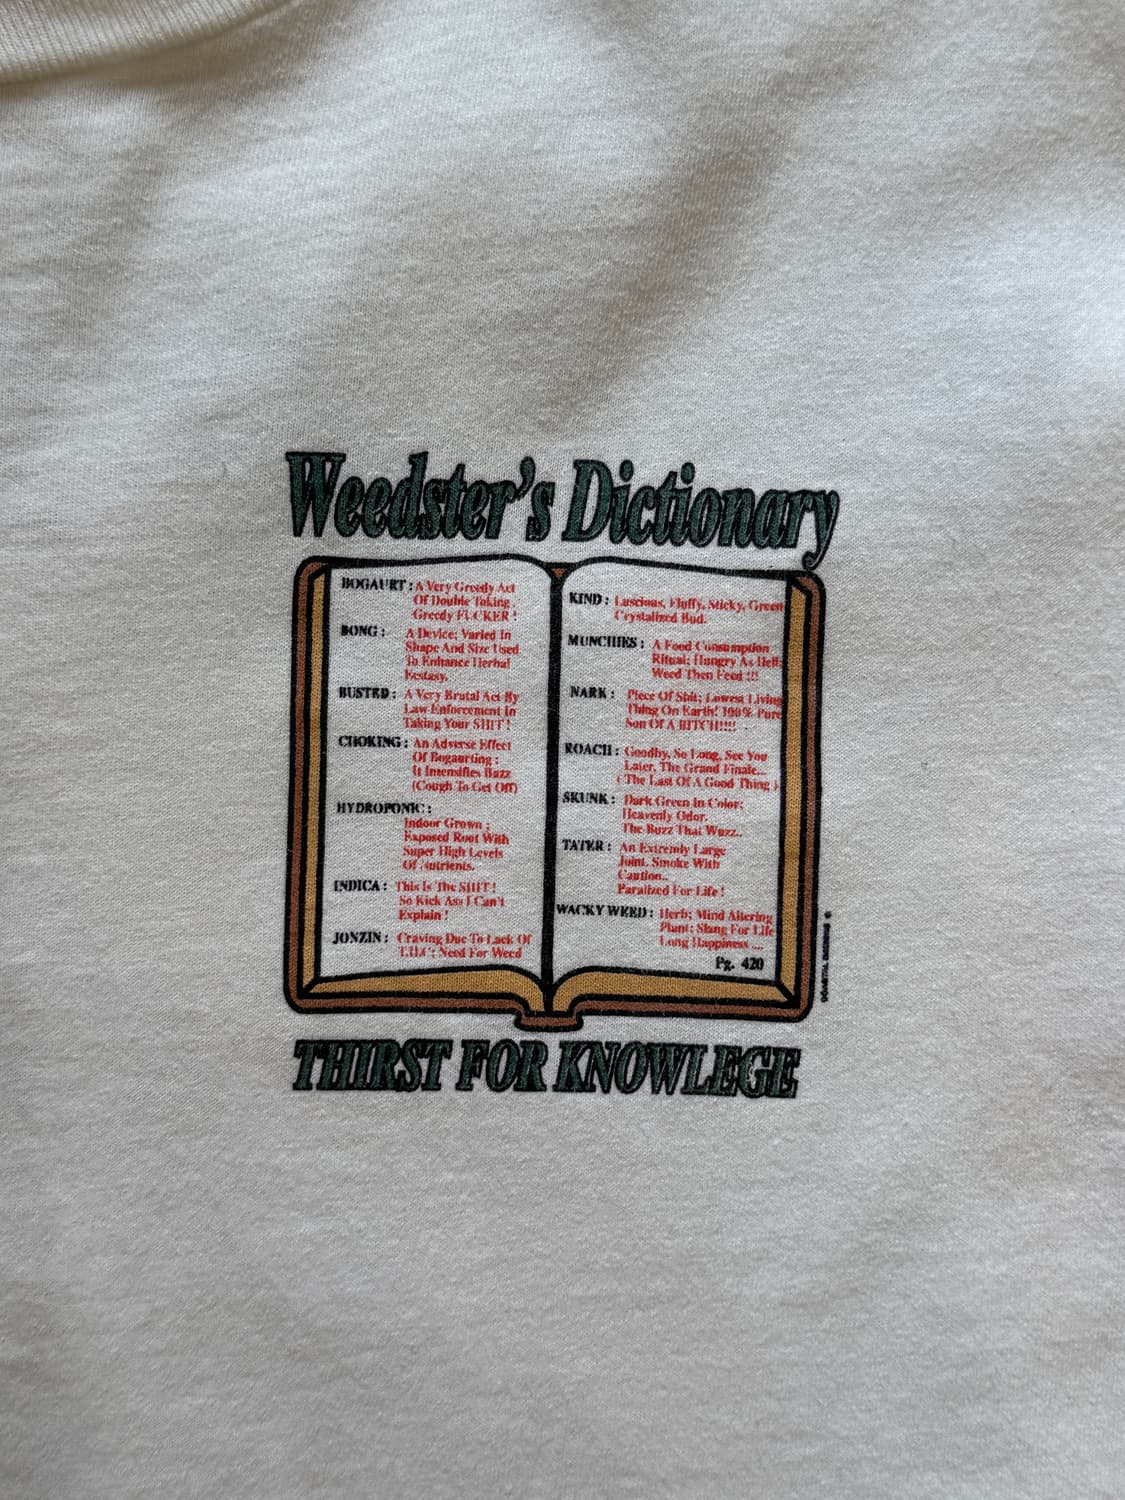 Weedster's Dictionary
BOGAURT : A Very Greedy Act
Of Double Toking,
Greedy FUCKER !
BONG : A Device; Varied In
Shape And Size Used
To Enhance Herbal
Ecstasy.
BUSTED : A Very Brutal Act By
Law Enforcement In
Taking Your SHIT !
CHOKING : An Adverse Effect
Of Bogaurting :
It Intensifies Buzz
(Cough To Get Off)
HYDROPONIC :
Indoor Grown ;
Exposed Root With
Super High Levels
Of Nutrients.
INDICA : This Is The SHIT !
So Kick Ass I Can't
Explain !
JONZIN : Craving Due To Lack Of
T.H.C; Need For Weed
KIND : Luscious, Fluffy, Sticky, Green
Crystalized Bud.
MUNCHIES : A Food Consumption
Ritual; Hungry As Hell;
Weed Then Feed !!!
NARK : Piece Of Shit; Lowest Living
Thing On Earth! 100% Pure
Son Of A BITCH!!!!
ROACH : Goodby, So Long, See You
Later, The Grand Finale...
( The Last Of A Good Thing )
SKUNK : Dark Green In Color;
Heavenly Odor.
The Buzz That Wuzz..
TATER : An Extremly Large
Joint. Smoke With
Caution..
Paralized For Life !
WACKY WEED : Herb; Mind Altering
Plant; Slang For Life
Long Happiness ...
Pg. 420
THIRST FOR KNOWLEGE